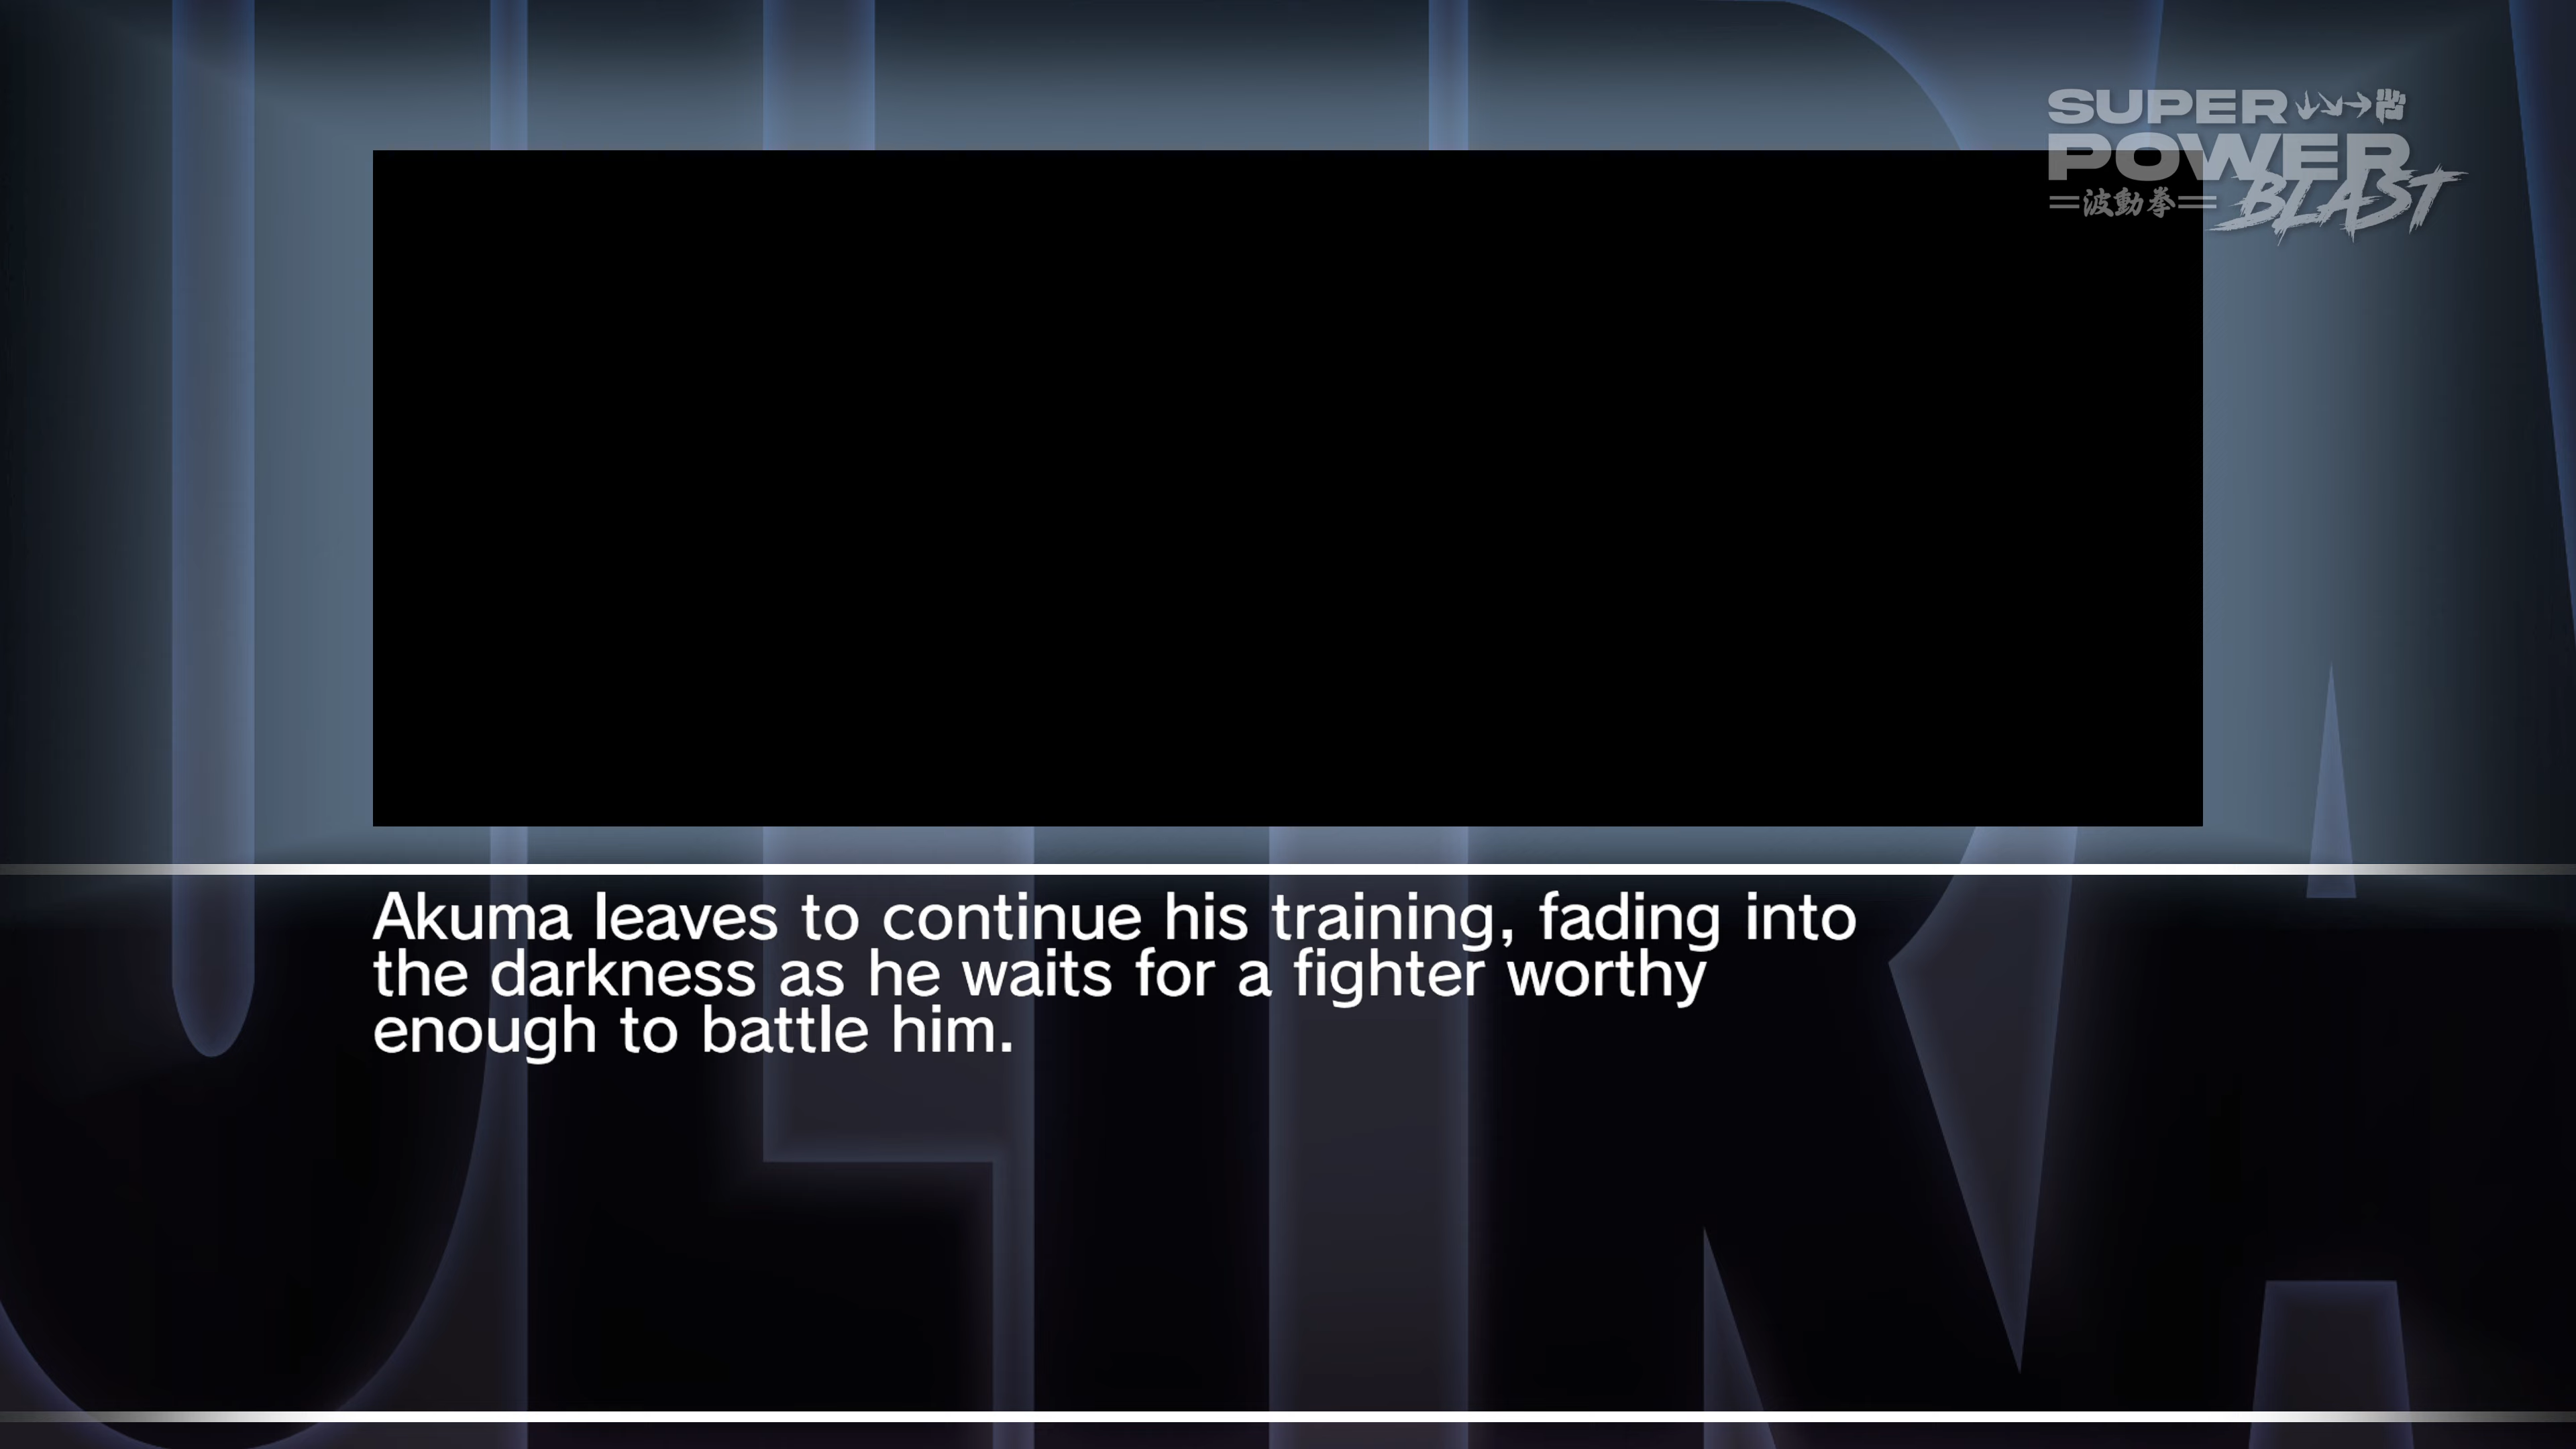 SUPER
POWER
波動拳 BLAST
Akuma leaves to continue his training, fading into
the darkness as he waits for a fighter worthy
enough to battle him.
ULTRA